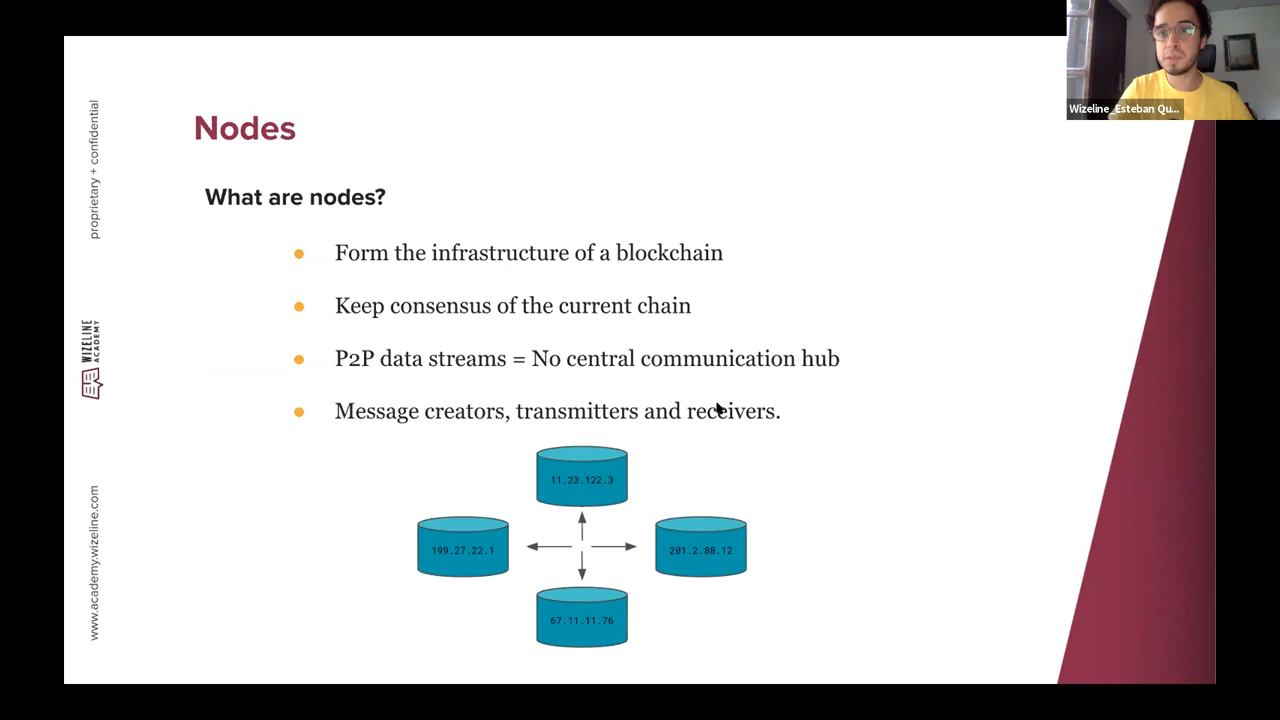 Wizeline_Esteban Qu...
proprietary + confidential
Nodes
What are nodes?
Form the infrastructure of a blockchain
Keep consensus of the current chain
P2P data streams = No central communication hub
Message creators, transmitters and receivers.
WIZELINE
ACADEMY
11.23.122.3
199.27.22.1
201.2.88.12
67.11.11.76
www.academy.wizeline.com